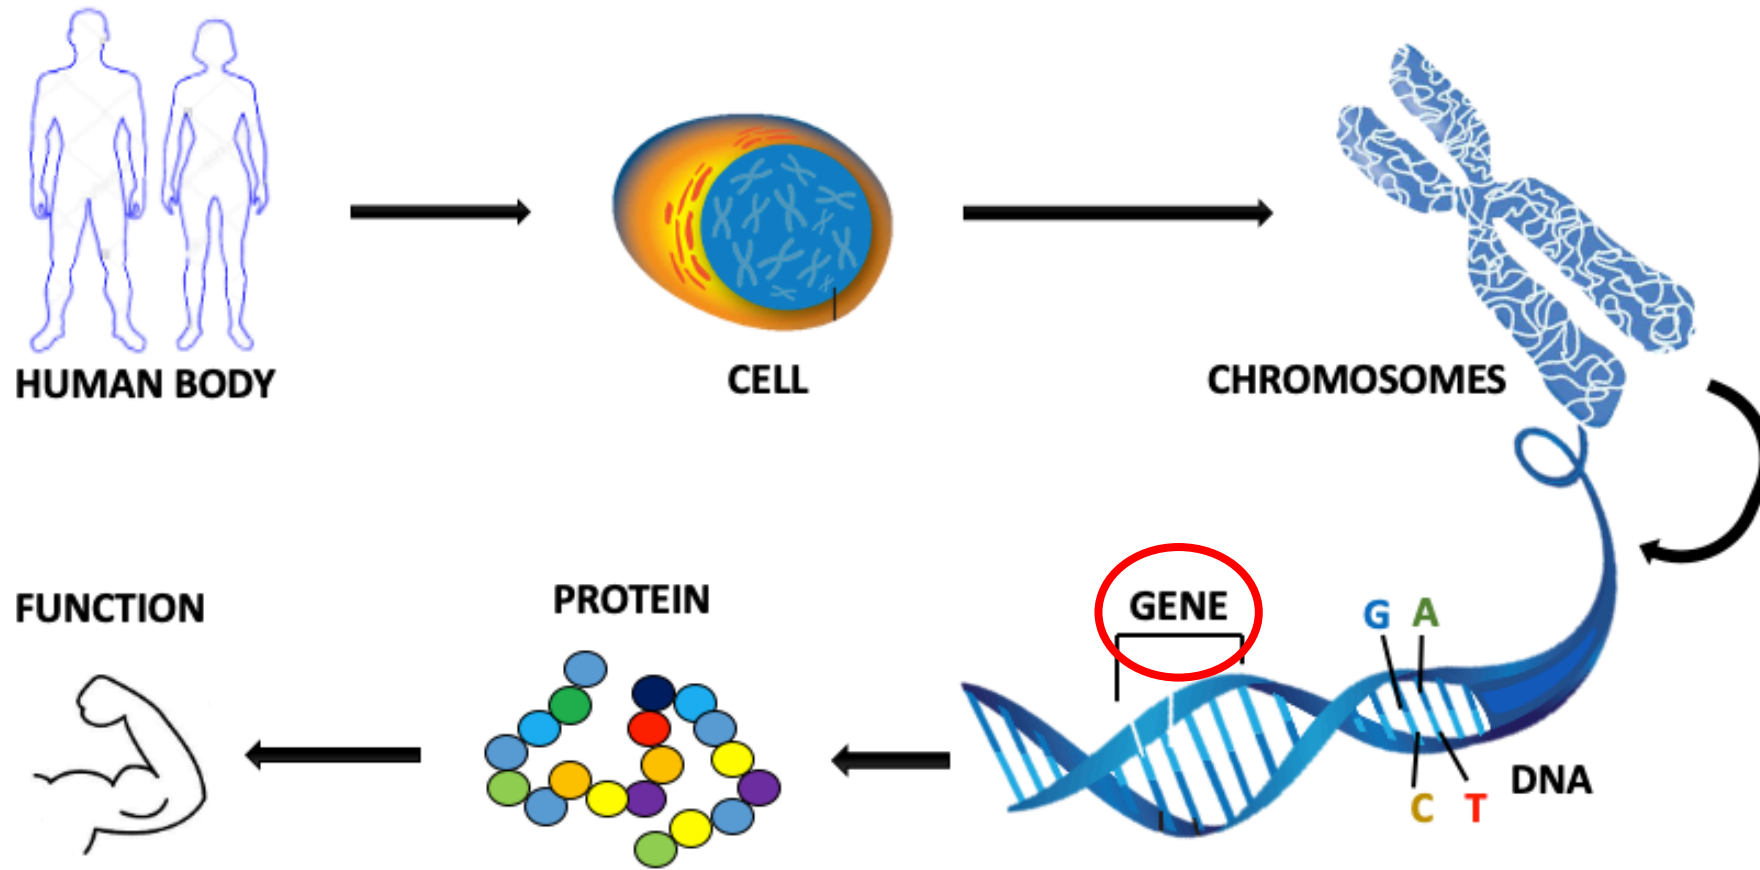 HUMAN BODY
CELL
CHROMOSOMES
FUNCTION
PROTEIN
GENE
G A
C T
DNA